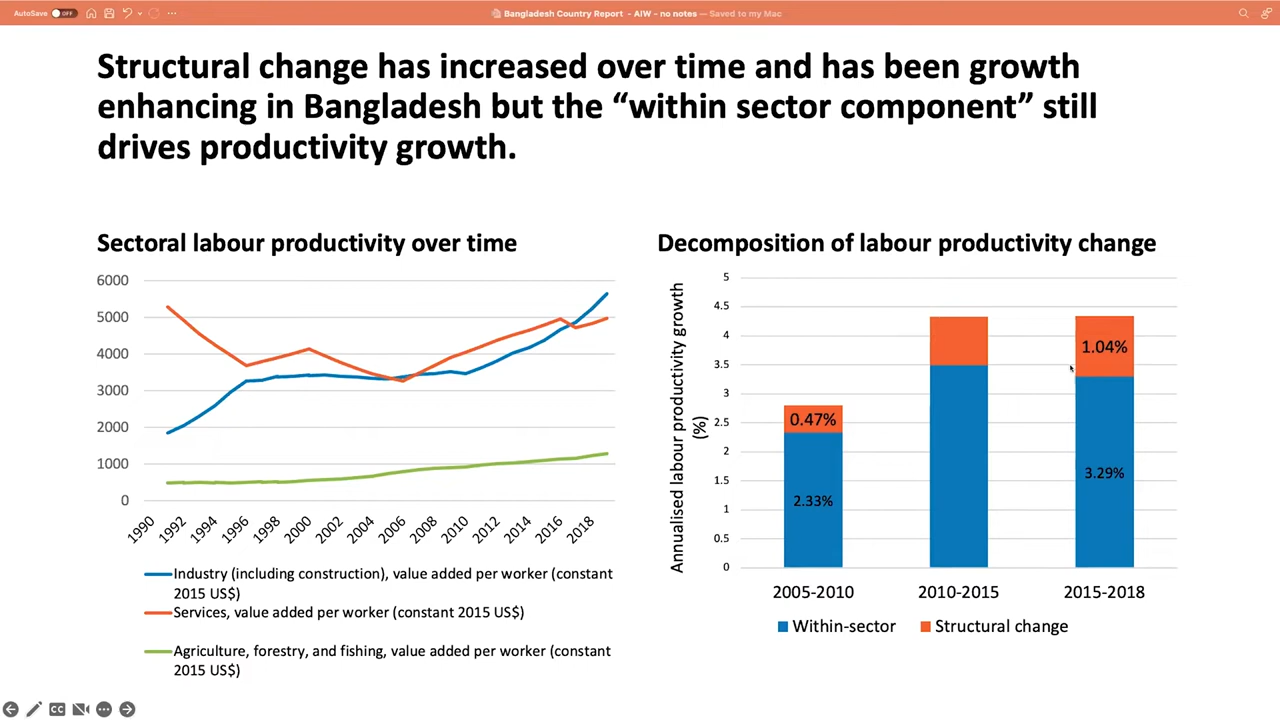 AutoSave OFF
Bangladesh Country Report - AIW - no notes — Saved to my Mac
Structural change has increased over time and has been growth
enhancing in Bangladesh but the “within sector component” still
drives productivity growth.
Sectoral labour productivity over time
6000
5000
4000
3000
2000
1000
0
1990
1992
1994
1996
1998
2000
2002
2004
2006
2008
2010
2012
2014
2016
2018
Industry (including construction), value added per worker (constant
2015 US$)
Services, value added per worker (constant 2015 US$)
Agriculture, forestry, and fishing, value added per worker (constant
2015 US$)
Decomposition of labour productivity change
Annualised labour productivity growth
(%)
5
4.5
4
3.5
3
2.5
2
1.5
1
0.5
0
0.47%
2.33%
1.04%
3.29%
2005-2010
2010-2015
2015-2018
Within-sector
Structural change
CC